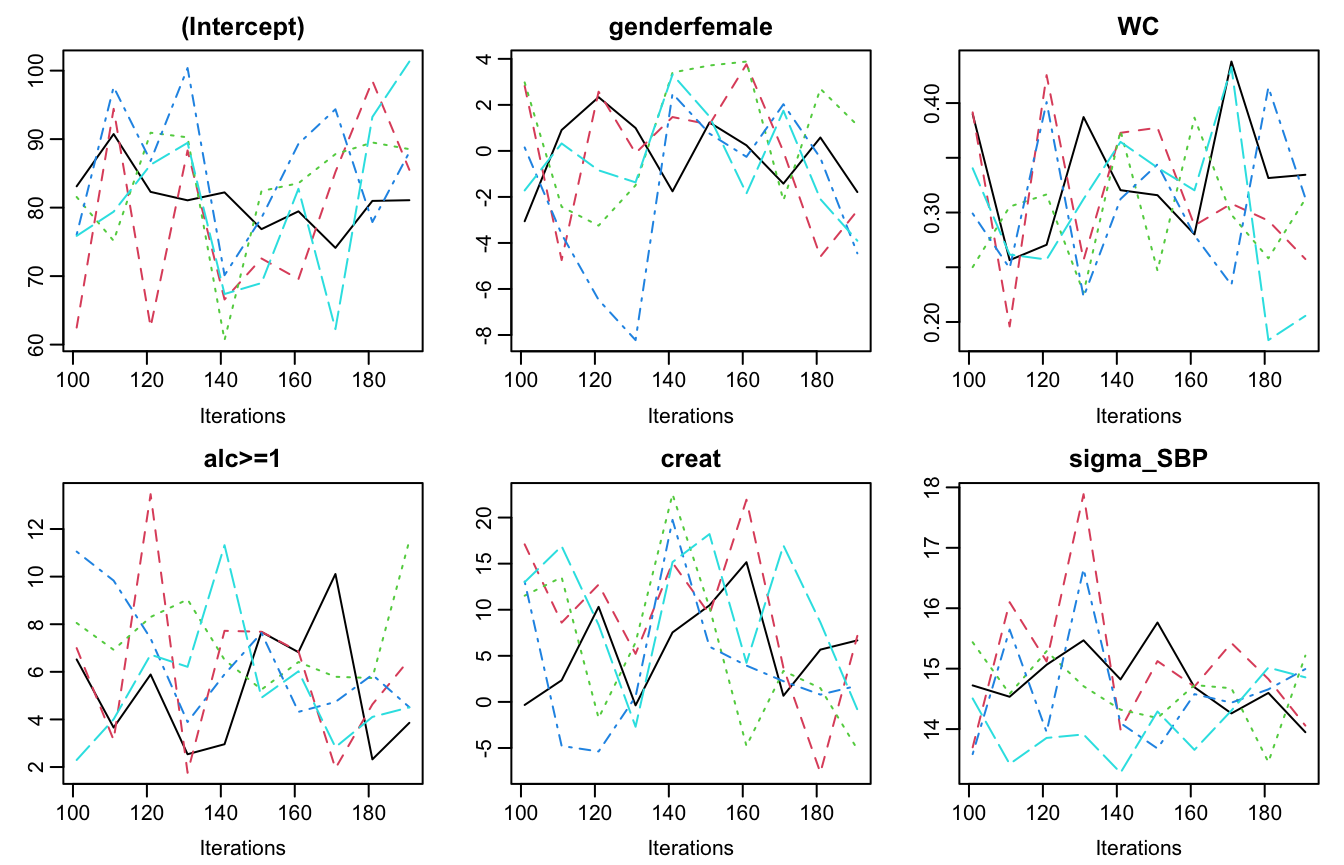 (Intercept) genderfemale WC
100 90 80 70 60
4 2 0 -2 -4 -6 -8
0.40 0.30 0.20
100 120 140 160 180 100 120 140 160 180 100 120 140 160 180
Iterations Iterations Iterations
alc>=1 creat sigma_SBP
12 10 8 6 4 2
20 15 10 5 0 -5
18 17 16 15 14
100 120 140 160 180 100 120 140 160 180 100 120 140 160 180
Iterations Iterations Iterations